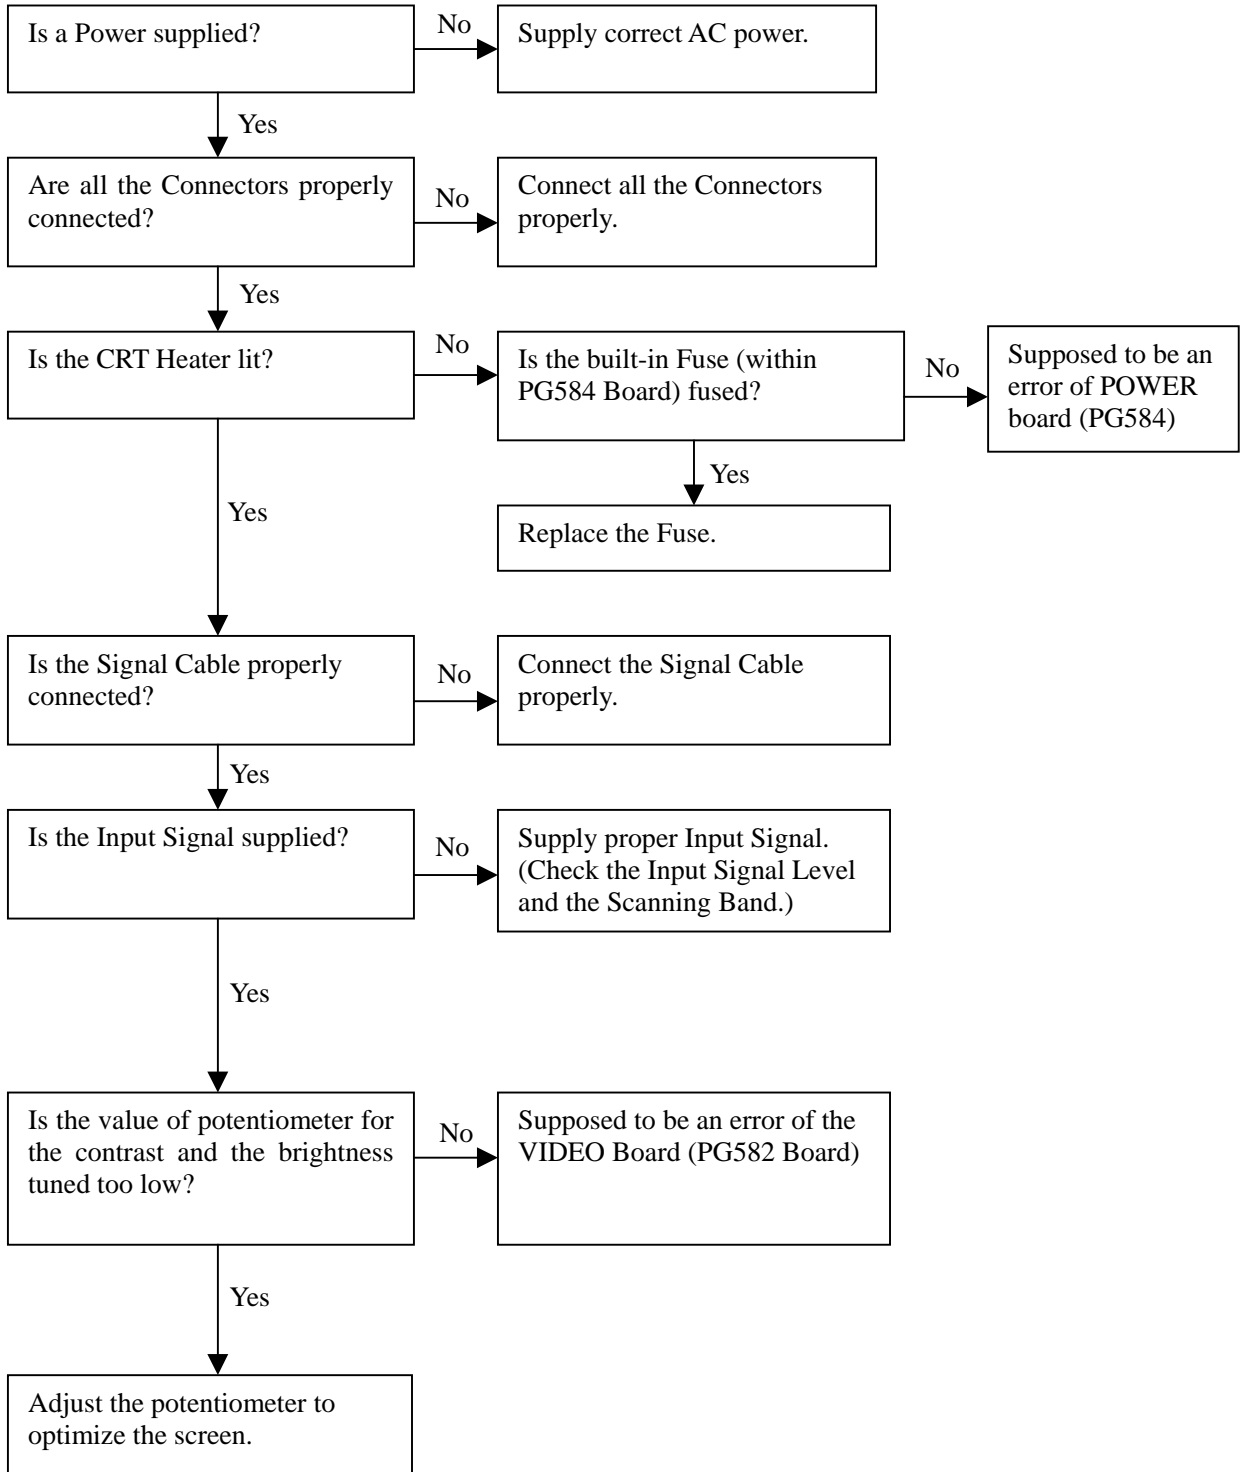 Is a Power supplied?
No
Supply correct AC power.
Yes
Are all the Connectors properly
connected?
No
Connect all the Connectors
properly.
Yes
Is the CRT Heater lit?
No
Is the built-in Fuse (within
PG584 Board) fused?
No
Supposed to be an
error of POWER
board (PG584)
Yes
Replace the Fuse.
Yes
Is the Signal Cable properly
connected?
No
Connect the Signal Cable
properly.
Yes
Is the Input Signal supplied?
No
Supply proper Input Signal.
(Check the Input Signal Level
and the Scanning Band.)
Yes
Is the value of potentiometer for
the contrast and the brightness
tuned too low?
No
Supposed to be an error of the
VIDEO Board (PG582 Board)
Yes
Adjust the potentiometer to
optimize the screen.